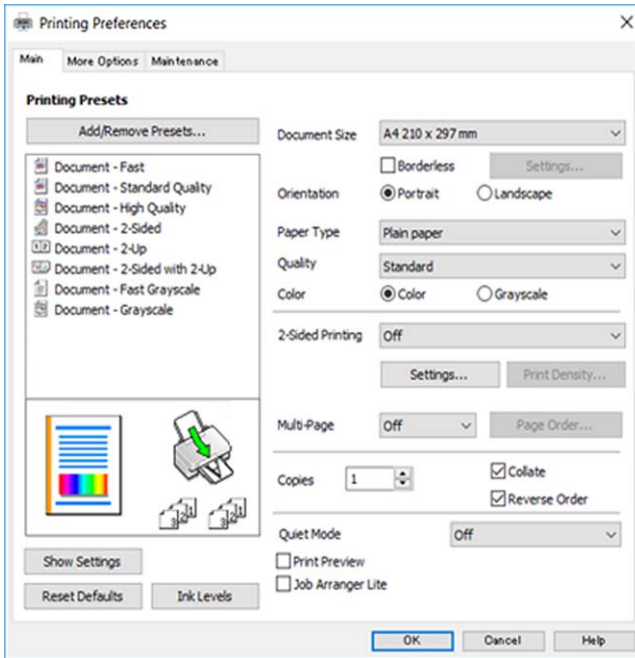 Printing Preferences
Main
More Options
Maintenance
Printing Presets
Add/Remove Presets...
Document - Fast
Document - Standard Quality
Document - High Quality
Document - 2-Sided
Document - 2-Up
Document - 2-Sided with 2-Up
Document - Fast Grayscale
Document - Grayscale
Show Settings
Reset Defaults
Ink Levels
Document Size
A4 210 x 297 mm
Borderless
Settings...
Orientation
Portrait
Landscape
Paper Type
Plain paper
Quality
Standard
Color
Color
Grayscale
2-Sided Printing
Off
Settings...
Print Density...
Multi-Page
Off
Page Order...
Copies
1
Collate
Reverse Order
Quiet Mode
Off
Print Preview
Job Arranger Lite
OK
Cancel
Help